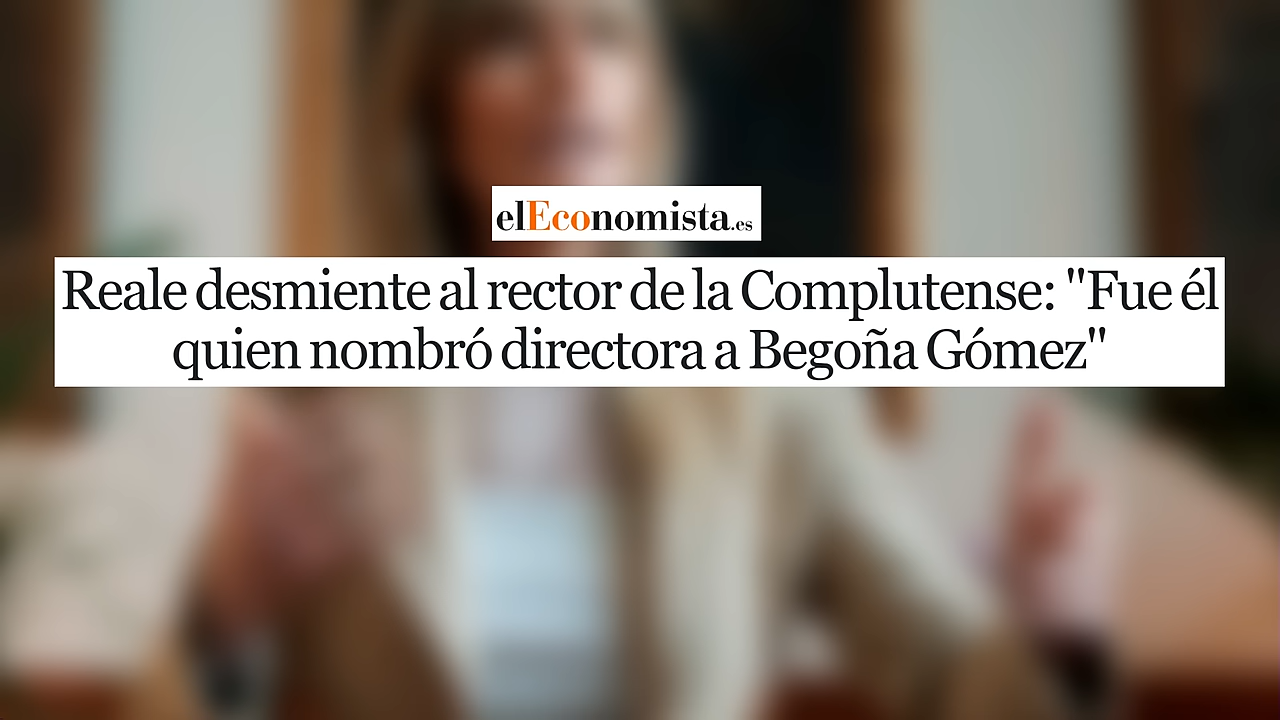 elEconomista.es
Reale desmiente al rector de la Complutense: "Fue él
quien nombró directora a Begoña Gómez"